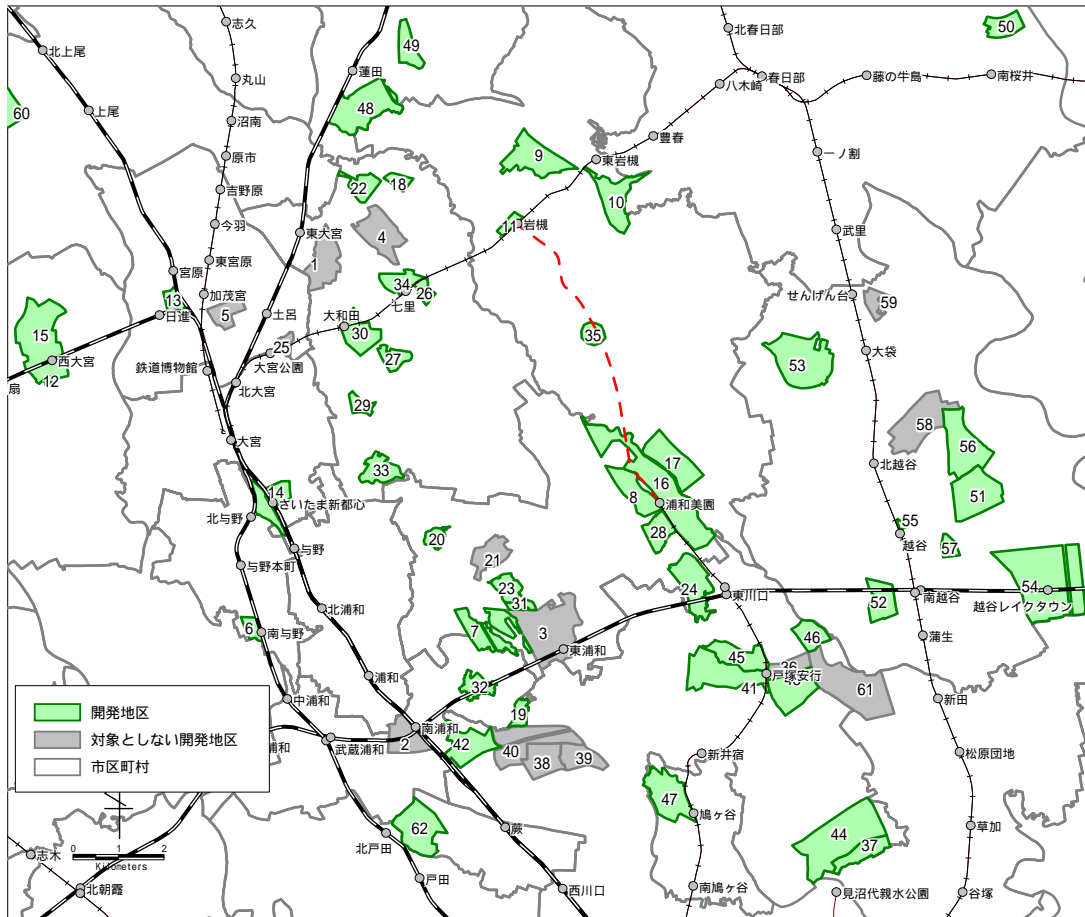 志久
北上尾
49
蓮田
丸山
48
60
上尾
沼南
原市
吉野原
22
18
今羽
東大宮
4
1
東宮原
宮原
加茂宮
13
日進
5
土呂
15
西大宮
12
扇
鉄道博物館
25
大宮公園
北大宮
大和田
30
27
29
34
七里
26
大宮
33
14
さいたま新都心
北与野
与野
与野本町
20
21
北浦和
6
南与野
浦和
23
31
7
3
東浦和
32
中浦和
19
南浦和
2
武蔵浦和
42
40
38
39
浦和
62
北戸田
蕨
戸田
西川口
北春日部
50
春日部
藤の牛島
南桜井
八木崎
豊春
9
東岩槻
10
一ノ割
11
岩槻
武里
せんげん台
59
35
53
大袋
58
56
北越谷
51
17
16
8
浦和美園
28
55
越谷
57
24
東川口
52
南越谷
54
越谷レイクタウン
蒲生
46
45
36
戸塚安行
43
41
61
新田
新井宿
松原団地
47
鳩ヶ谷
44
37
草加
南鳩ヶ谷
見沼代親水公園
谷塚
開発地区
対象としない開発地区
市区町村
0 1 2
Kilometers
志木
北朝霞